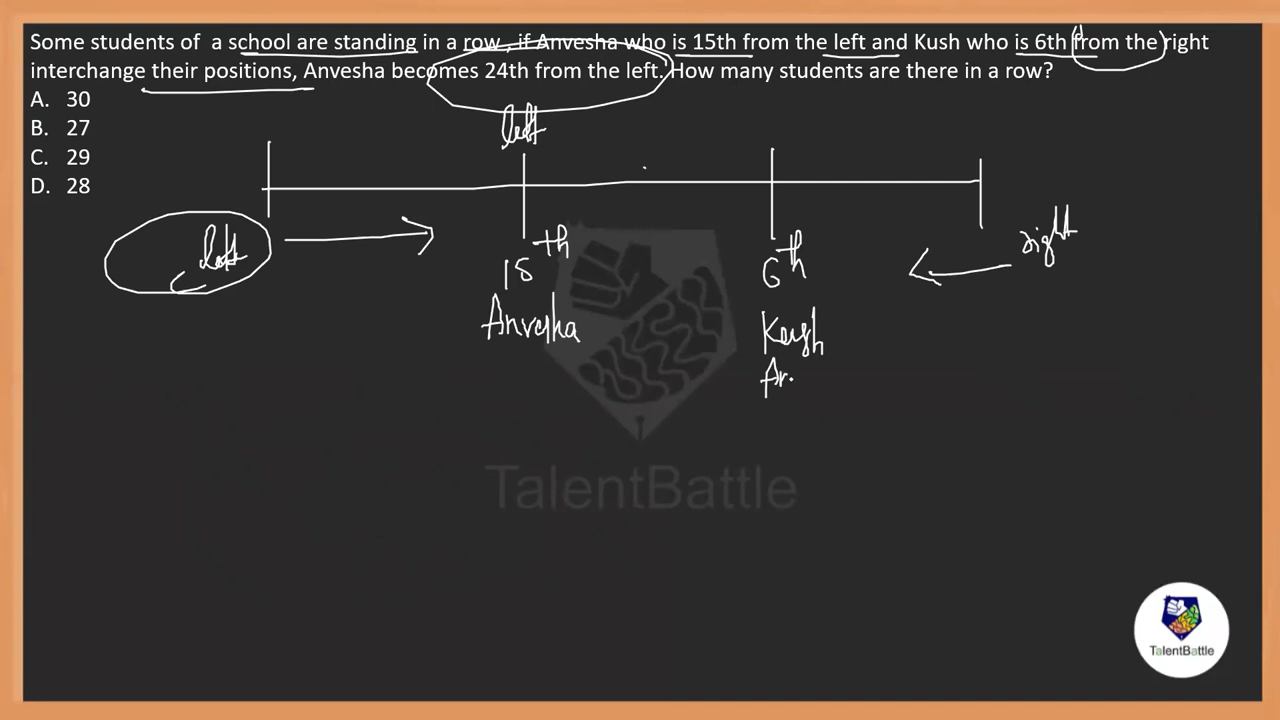 Some students of a school are standing in a row , if Anvesha who is 15th from the left and Kush who is 6th from the right
interchange their positions, Anvesha becomes 24th from the left. How many students are there in a row?
A. 30
B. 27
C. 29
D. 28
left
left
right
15th
6th
Anvesha
Kush
An.
TalentBattle
TalentBattle